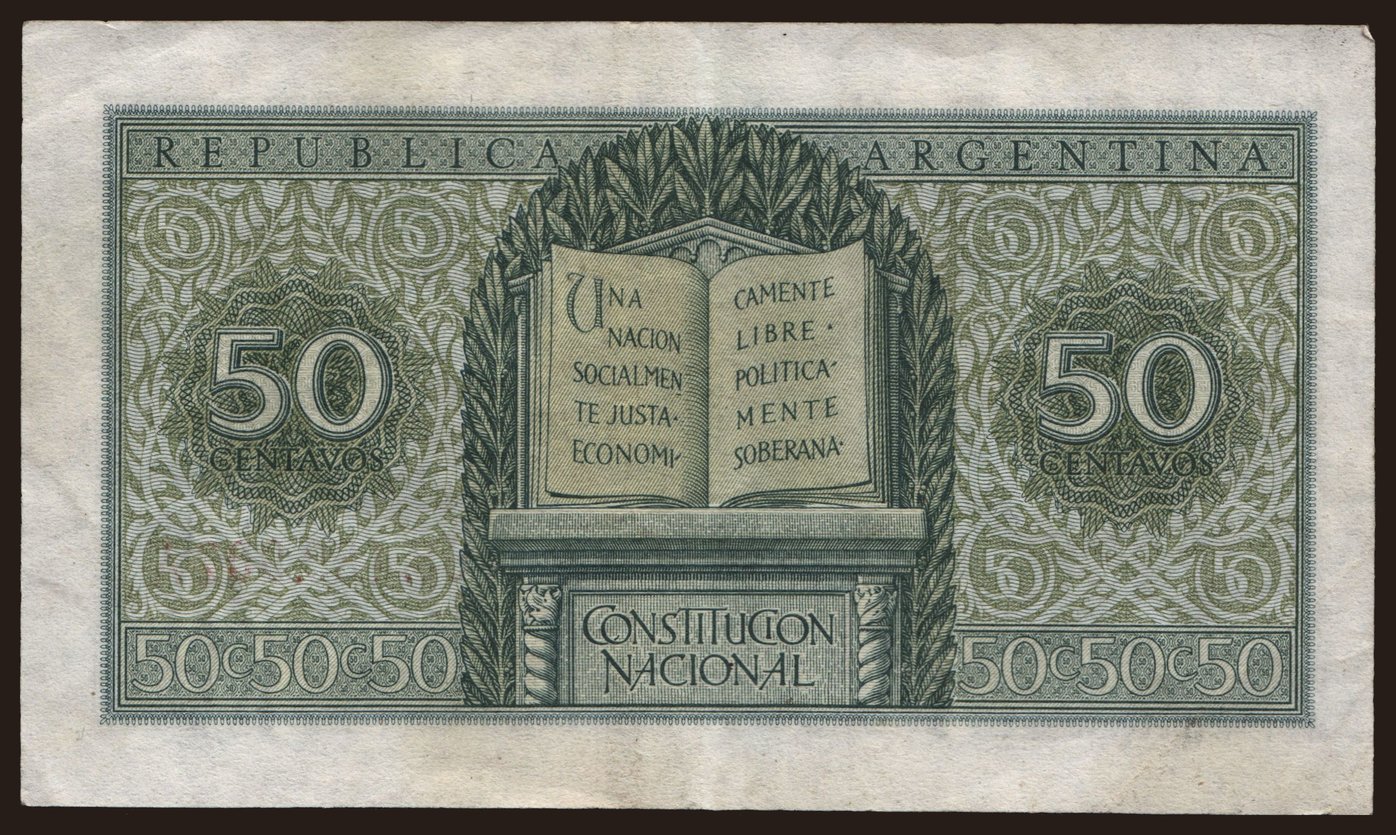 REPUBLICA ARGENTINA
UNA
NACION
SOCIALMEN
TE JUSTA·
ECONOMI-
CAMENTE
LIBRE ·
POLITICA-
MENTE
SOBERANA·
50
CENTAVOS
50
CENTAVOS
CONSTITUCION
NACIONAL
50C50C50
50C50C50